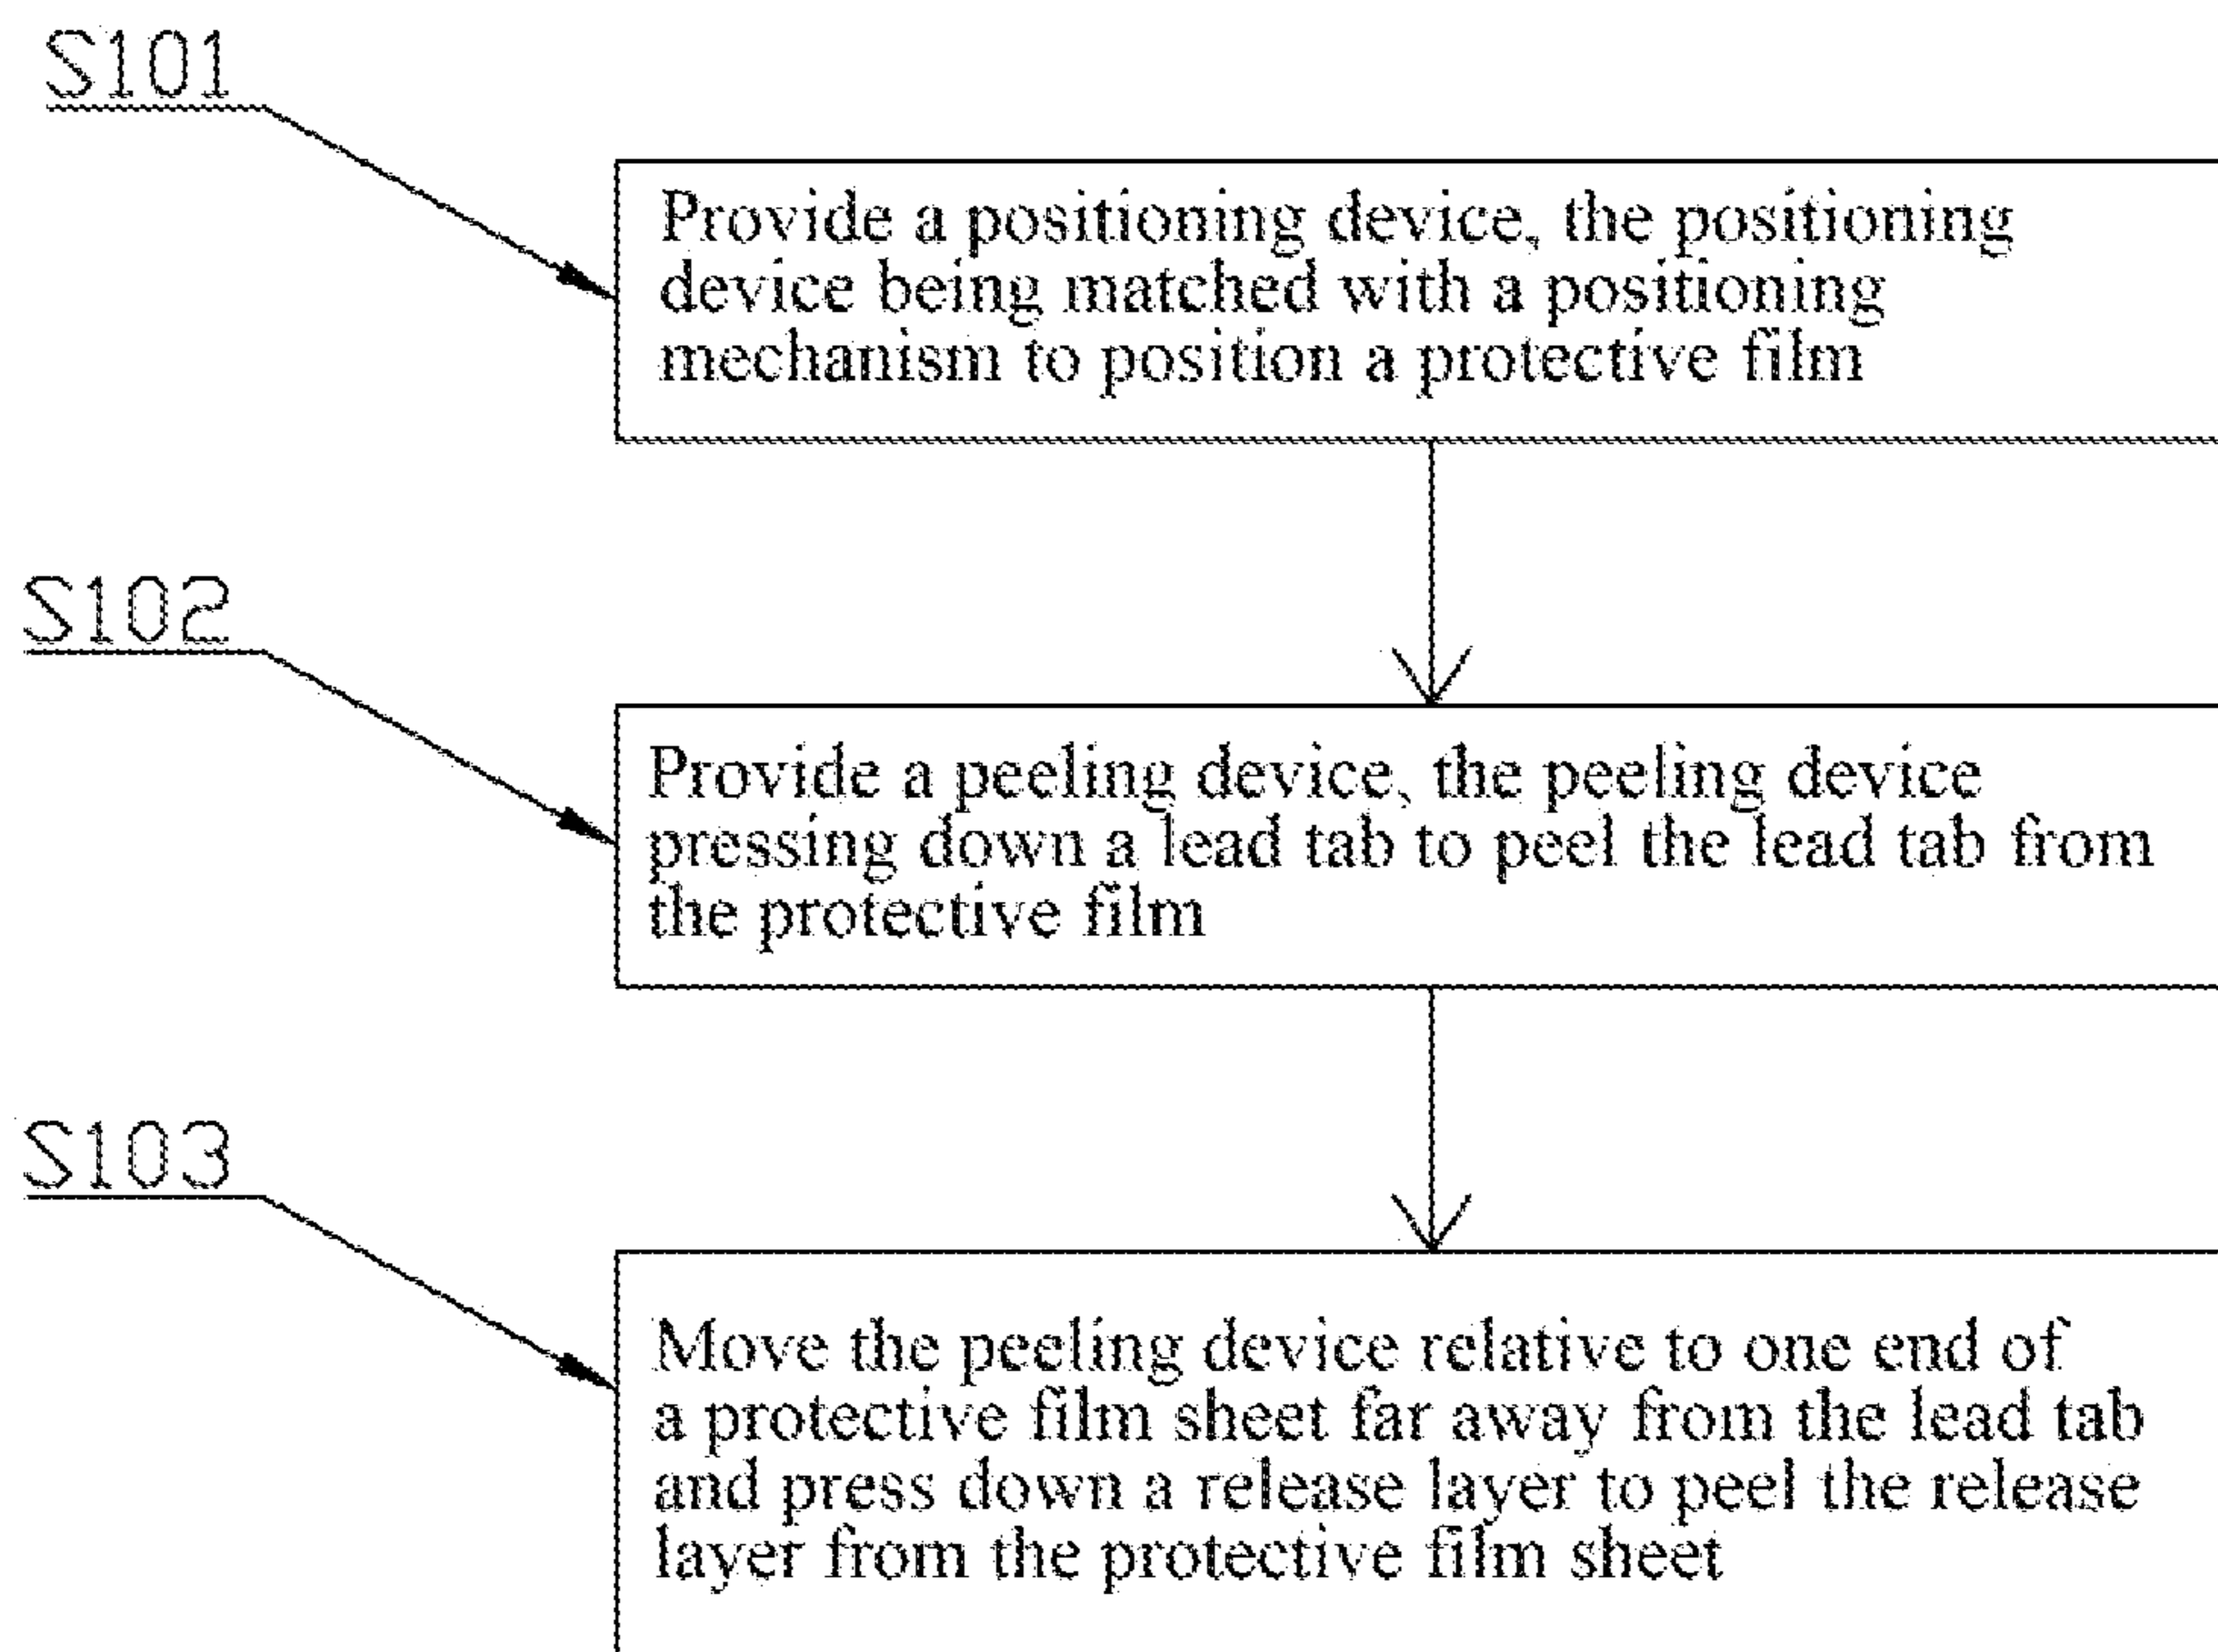 S101
Provide a positioning device, the positioning
device being matched with a positioning
mechanism to position a protective film
S102
Provide a peeling device, the peeling device
pressing down a lead tab to peel the lead tab from
the protective film
S103
Move the peeling device relative to one end of
a protective film sheet far away from the lead tab
and press down a release layer to peel the release
layer from the protective film sheet